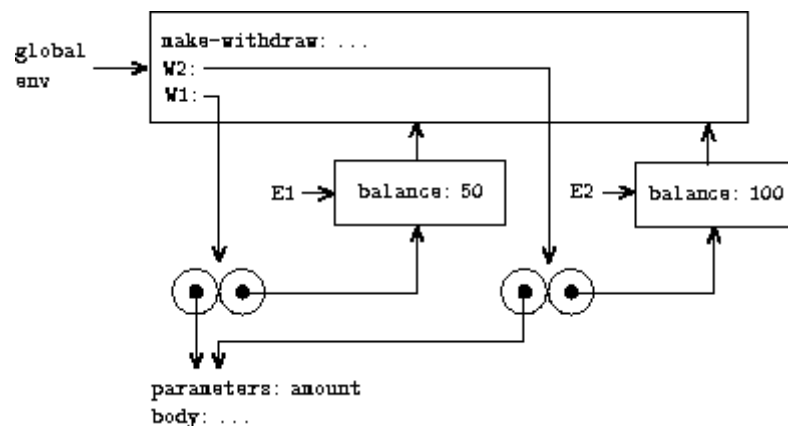 make-withdraw: ...
global
env
W2:
W1:
E1
balance: 50
E2
balance: 100
parameters: amount
body: ...